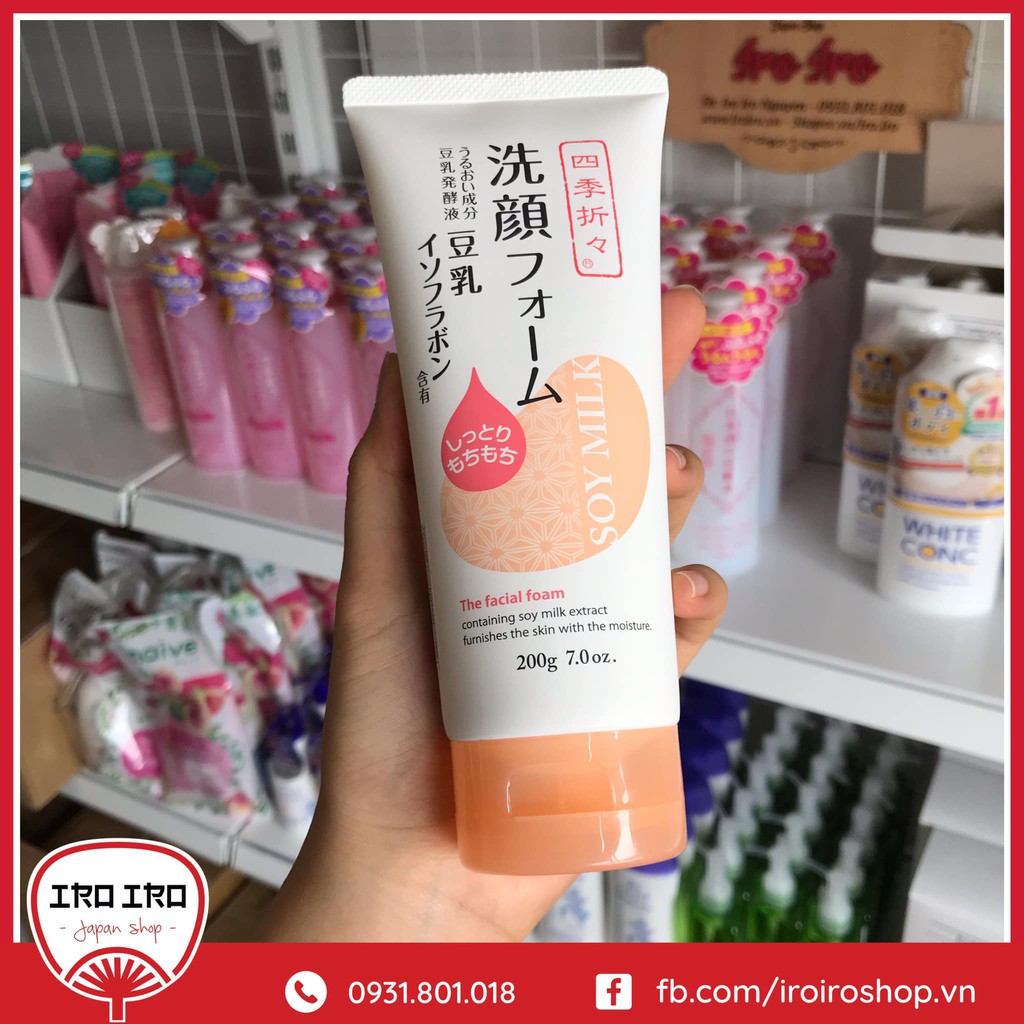 四季折々®
洗顔フォーム
うるおい成分
豆乳発酵液
豆乳
イソフラボン
含有
しっとり
もちもち
SOY MILK
The facial foam
containing soy milk extract
furnishes the skin with the moisture.
200g 7.0oz.
Iro Iro
naive
WHITE
CONC
WHITE
CONC
IRO IRO
- Japan shop -
0931.801.018
fb.com/iroiroshop.vn